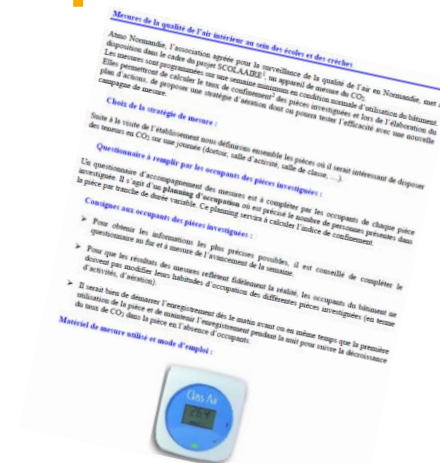 Mesures de la qualité de l'air intérieur au sein des écoles et des crèches
Atmo Normandie, l'association agréée pour la surveillance de la qualité de l'air en Normandie, met à
disposition dans le cadre du projet SCOLAAIRE¹, un appareil de mesure du CO₂.
Les mesures sont programmées sur une semaine minimum en condition normale d'utilisation du bâtiment.
Elles permettront de calculer le taux de confinement² des pièces investiguées et lors de l'élaboration du
plan d'actions, de proposer une stratégie d'aération dont on pourra tester l'efficacité avec une nouvelle
campagne de mesure.
Choix de la stratégie de mesure :
Suite à la visite de l'établissement nous définirons ensemble les pièces où il serait intéressant de disposer
des teneurs en CO₂ sur une journée (dortoir, salle d'activité, salle de classe, …).
Questionnaire à remplir par les occupants des pièces investiguées :
Un questionnaire d'accompagnement des mesures est à compléter par les occupants de chaque pièce
investiguée. Il s'agit d'un planning d'occupation où est précisé le nombre de personnes présentes dans
la pièce par tranche de durée variable. Ce planning servira à calculer l'indice de confinement.
Consignes aux occupants des pièces investiguées :
➢ Pour obtenir les informations les plus précises possibles, il est conseillé de compléter le
questionnaire au fur et à mesure de l'avancement de la semaine.
➢ Pour que les résultats des mesures reflètent fidèlement la réalité, les occupants du bâtiment ne
doivent pas modifier leurs habitudes d'occupation des différentes pièces investiguées (en terme
d'activités, d'aération).
➢ Il serait bien de démarrer l'enregistrement dès le matin avant ou en même temps que la première
utilisation de la pièce et de maintenir l'enregistrement pendant la nuit pour suivre la décroissance
du taux de CO₂ dans la pièce en l'absence d'occupants.
Matériel de mesure utilisé et mode d'emploi :
Class'Air